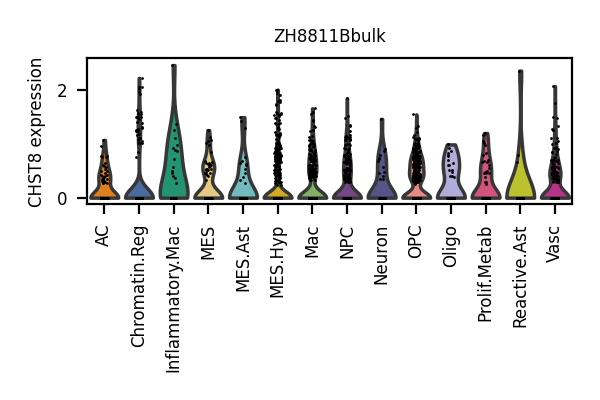 ZH8811Bbulk
CHST8 expression
2
0
AC
Chromatin.Reg
Inflammatory.Mac
MES
MES.Ast
MES.Hyp
Mac
NPC
Neuron
OPC
Oligo
Prolif.Metab
Reactive.Ast
Vasc